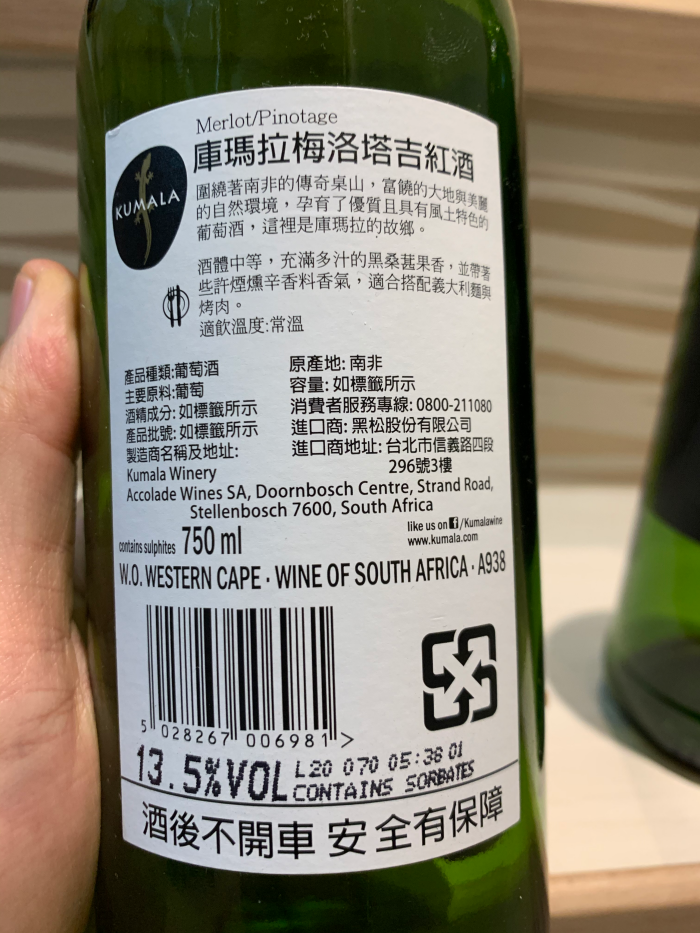 Merlot/Pinotage
庫瑪拉梅洛塔吉紅酒
KUMALA
圍繞著南非的傳奇桌山，富饒的大地與美麗
的自然環境，孕育了優質且具有風土特色的
葡萄酒，這裡是庫瑪拉的故鄉。
酒體中等，充滿多汁的黑桑葚果香，並帶著
些許煙燻辛香料香氣，適合搭配義大利麵與
烤肉。
適飲溫度:常溫
產品種類:葡萄酒
主要原料:葡萄
酒精成分: 如標籤所示
產品批號: 如標籤所示
製造商名稱及地址:
原產地: 南非
容量: 如標籤所示
消費者服務專線: 0800-211080
進口商: 黑松股份有限公司
進口商地址: 台北市信義路四段
296號3樓
Kumala Winery
Accolade Wines SA, Doornbosch Centre, Strand Road,
Stellenbosch 7600, South Africa
contains sulphites 750 ml
like us on f/Kumalawine
www.kumala.com
W.O. WESTERN CAPE · WINE OF SOUTH AFRICA · A938
5 028267 006981 >
13.5%VOL
L20 070 05:38 01
CONTAINS SORBATES
酒後不開車 安全有保障